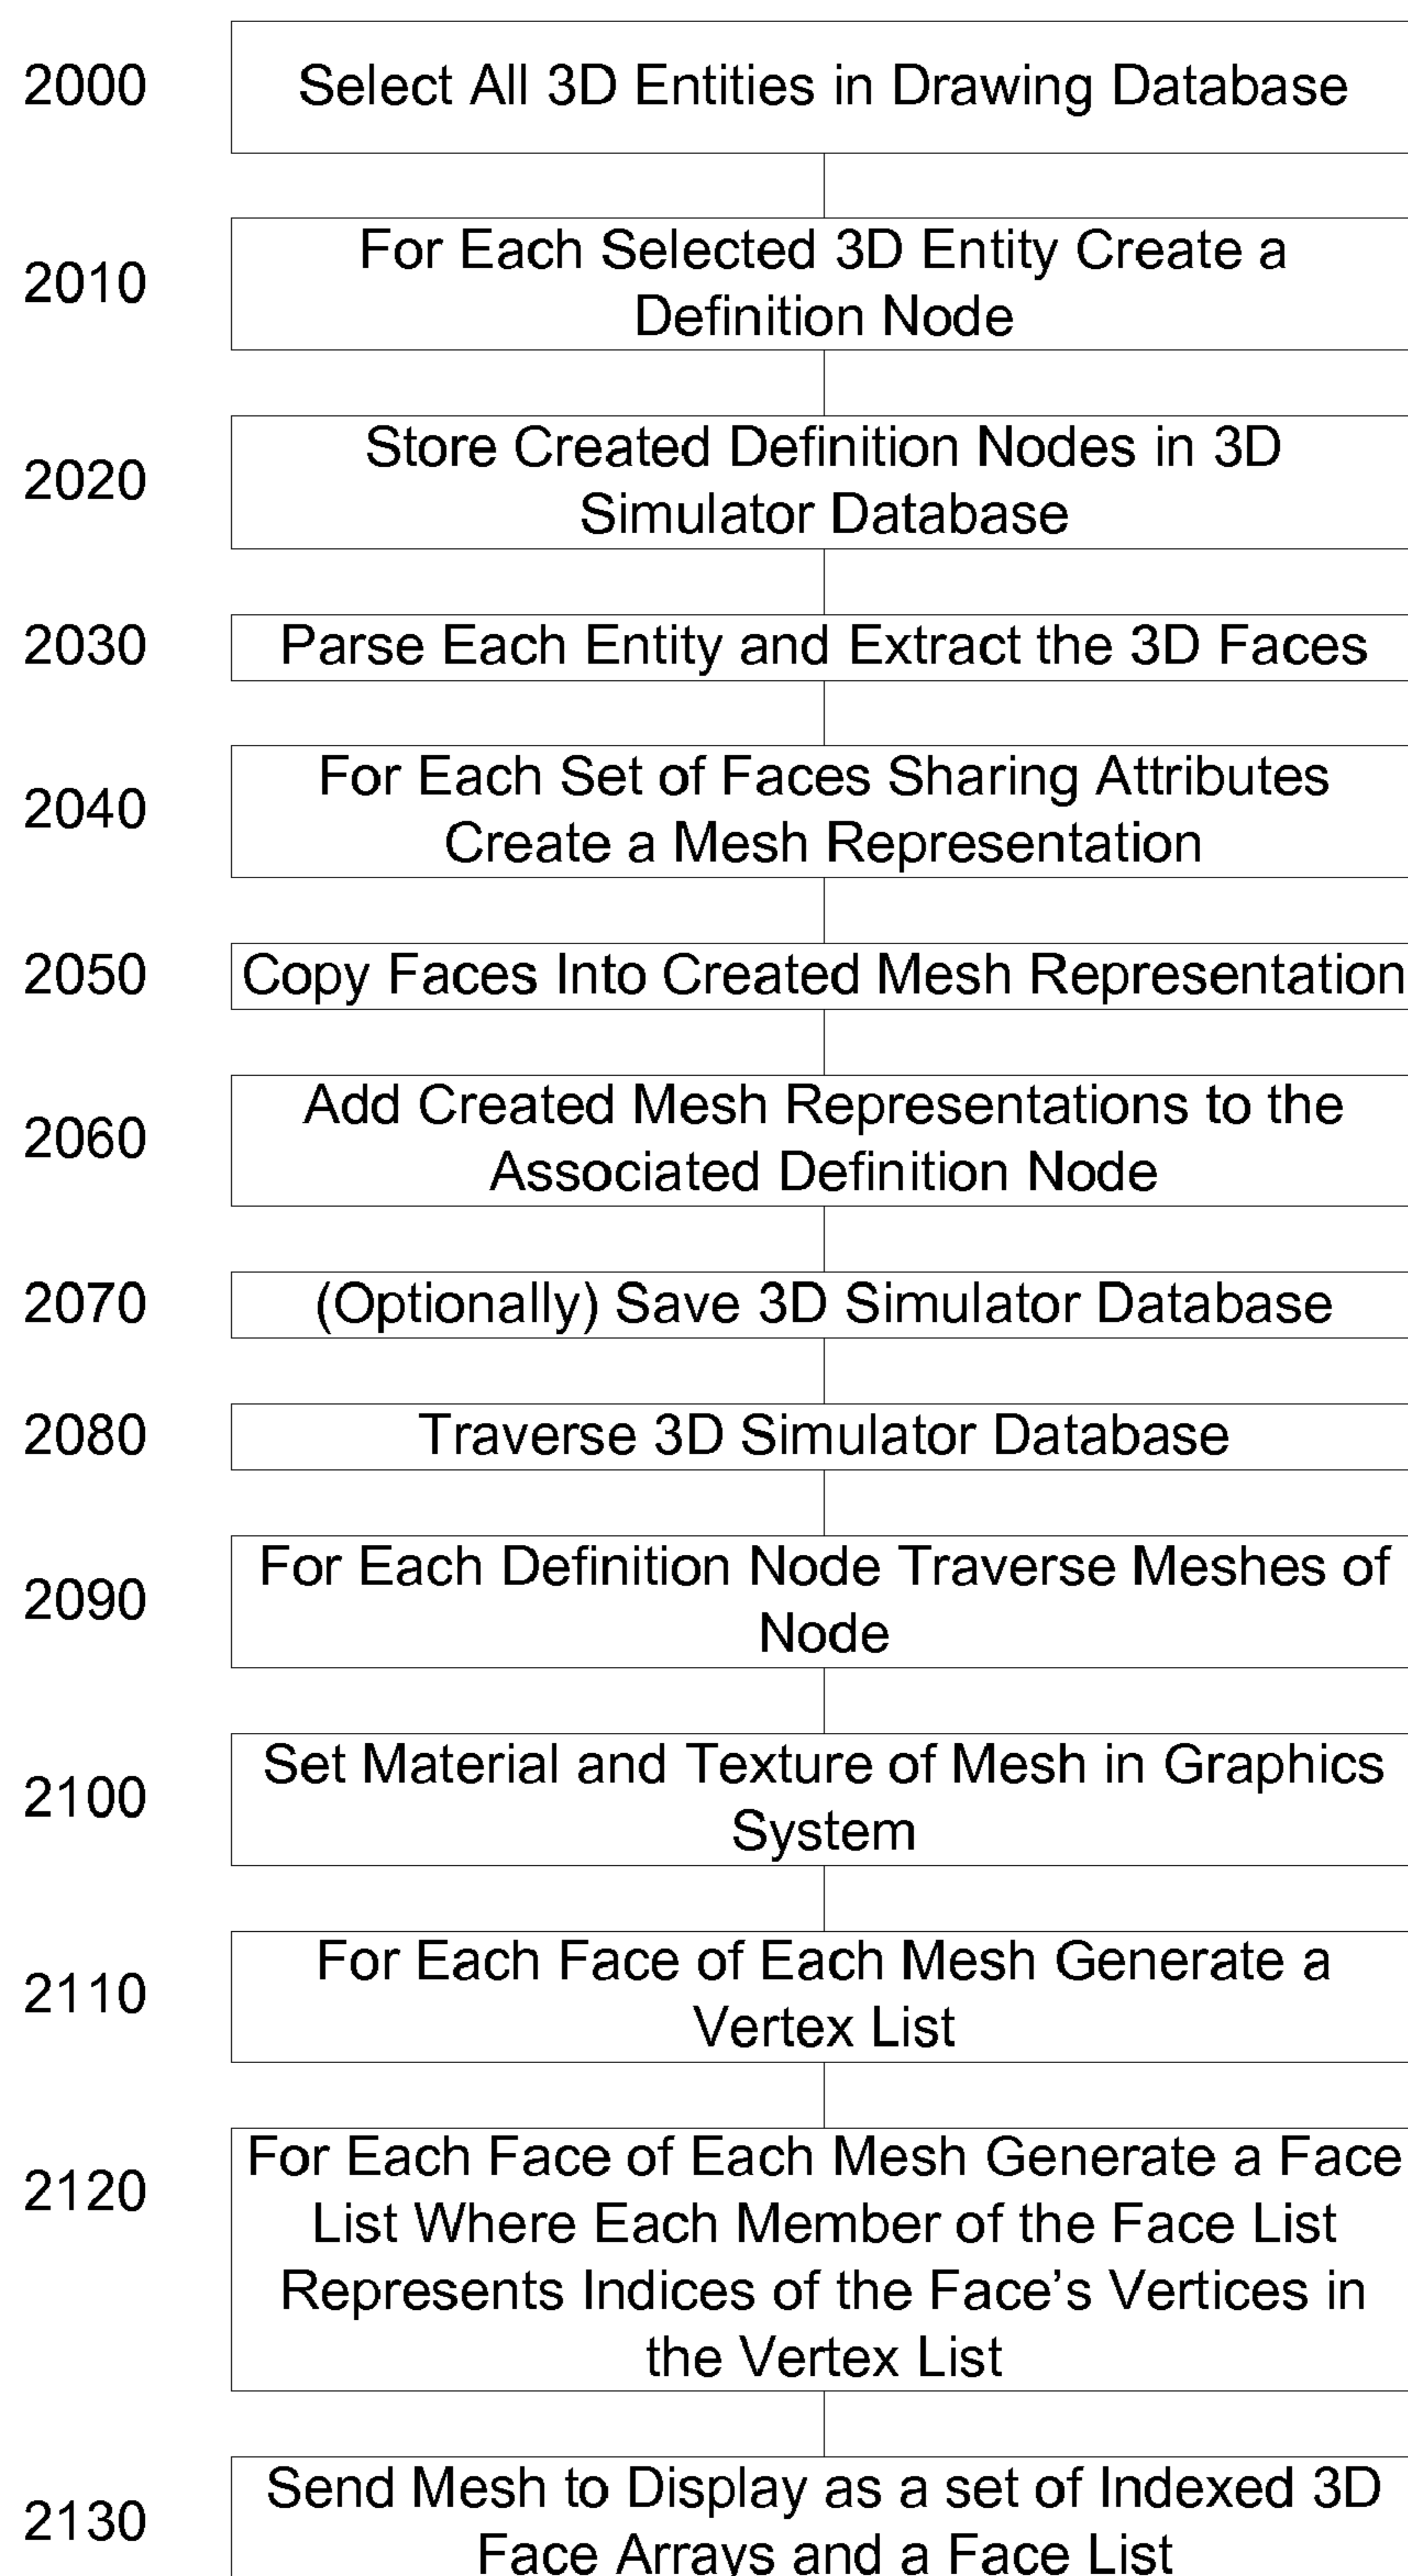 2000
Select All 3D Entities in Drawing Database
2010
For Each Selected 3D Entity Create a
Definition Node
2020
Store Created Definition Nodes in 3D
Simulator Database
2030
Parse Each Entity and Extract the 3D Faces
2040
For Each Set of Faces Sharing Attributes
Create a Mesh Representation
2050
Copy Faces Into Created Mesh Representation
2060
Add Created Mesh Representations to the
Associated Definition Node
2070
(Optionally) Save 3D Simulator Database
2080
Traverse 3D Simulator Database
2090
For Each Definition Node Traverse Meshes of
Node
2100
Set Material and Texture of Mesh in Graphics
System
2110
For Each Face of Each Mesh Generate a
Vertex List
2120
For Each Face of Each Mesh Generate a Face
List Where Each Member of the Face List
Represents Indices of the Face’s Vertices in
the Vertex List
2130
Send Mesh to Display as a set of Indexed 3D
Face Arrays and a Face List